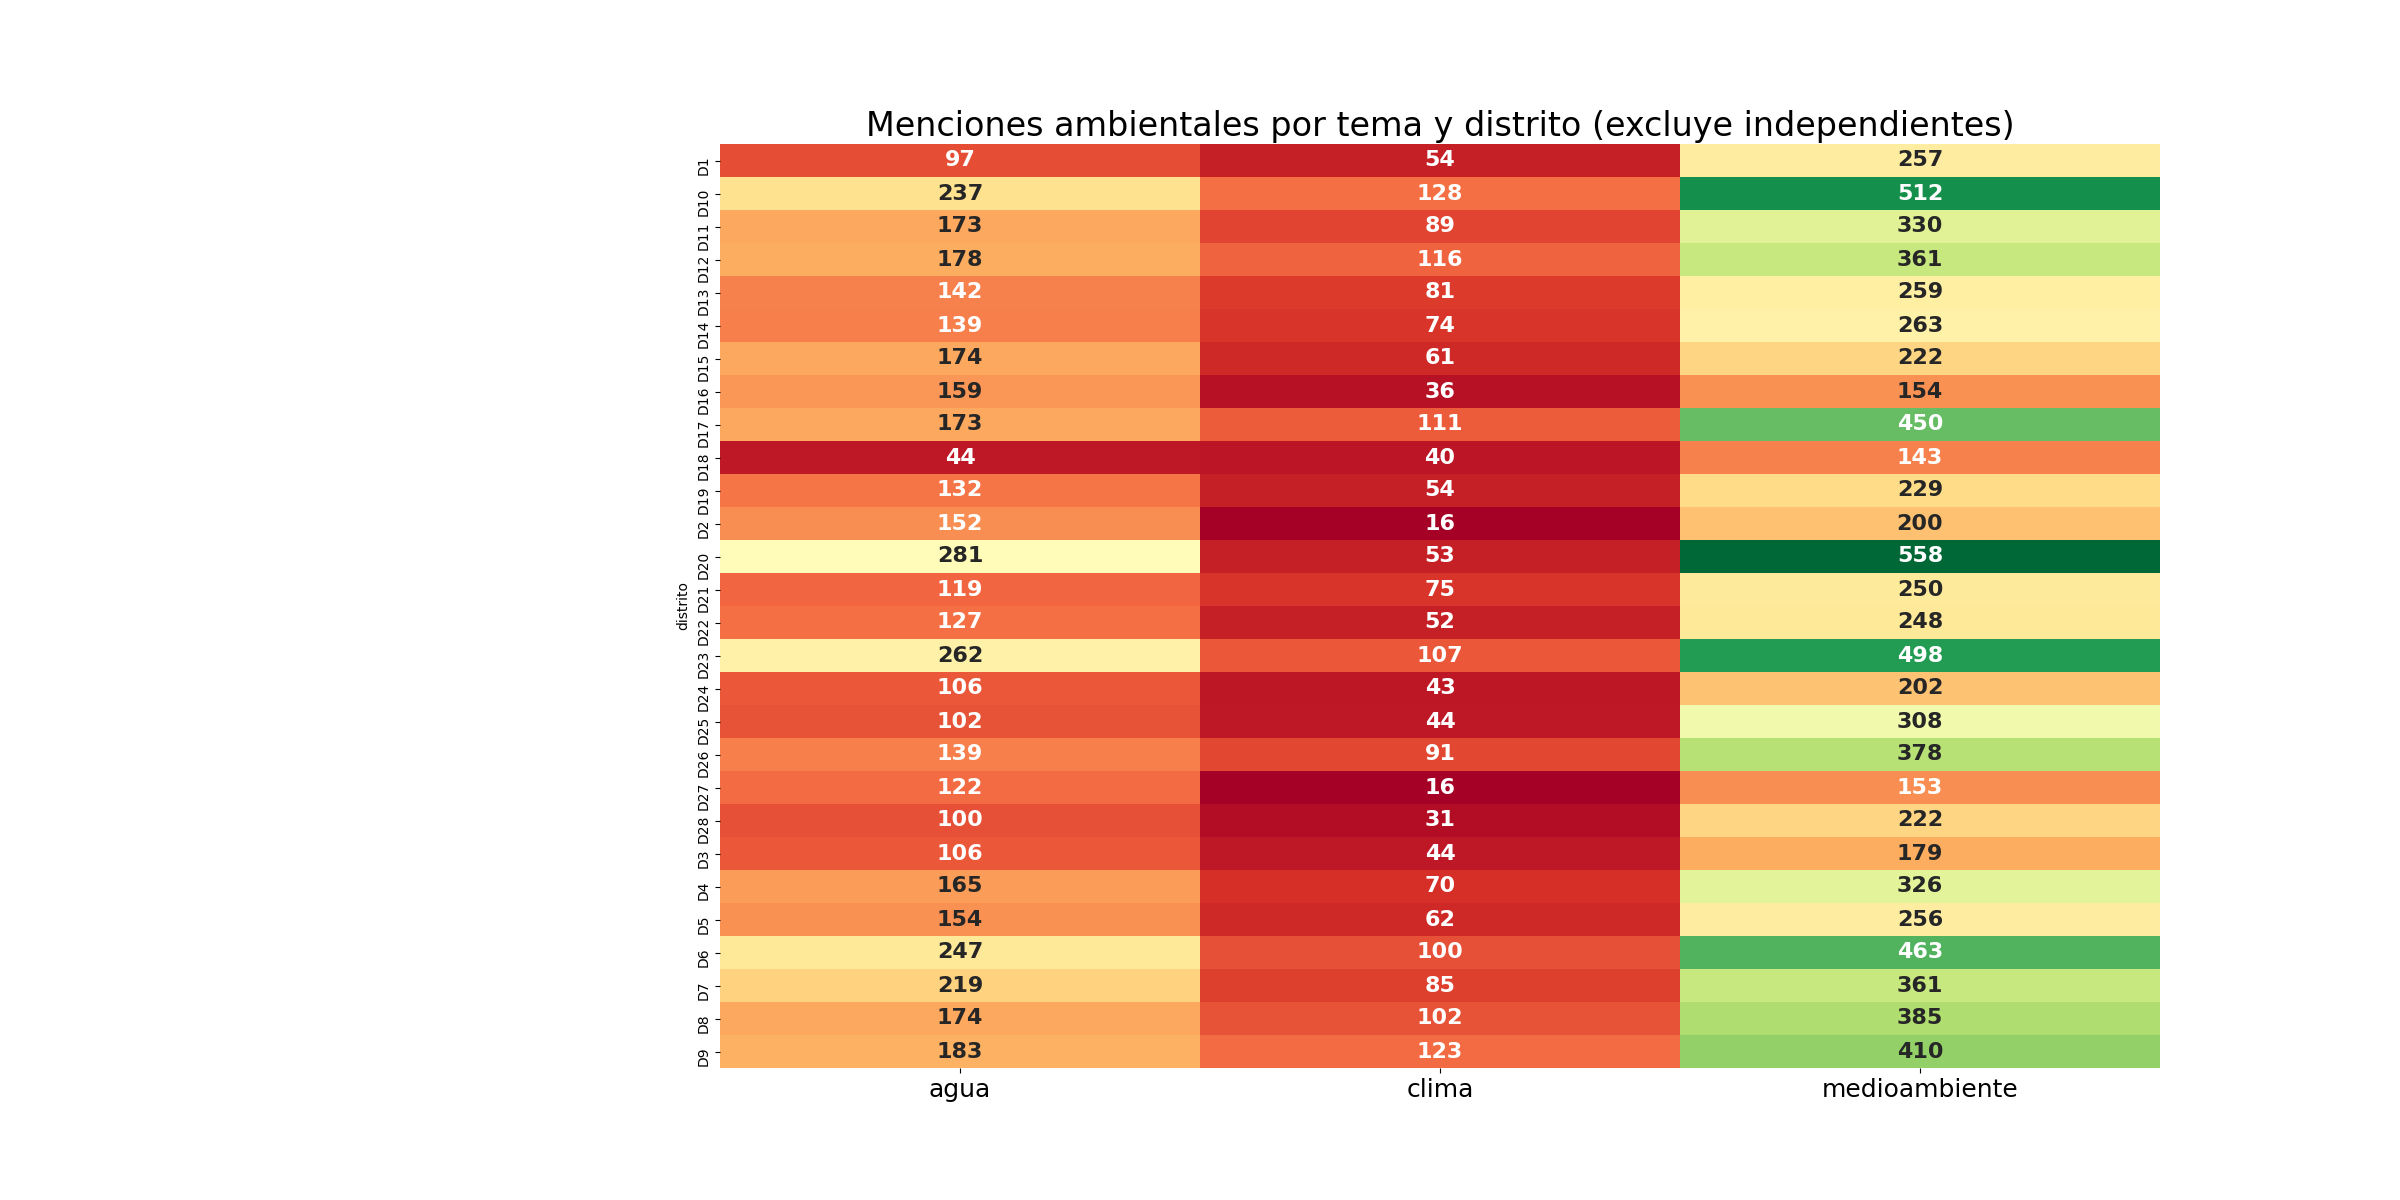 Menciones ambientales por tema y distrito (excluye independientes)
distrito
D1 97 54 257
D10 237 128 512
D11 173 89 330
D12 178 116 361
D13 142 81 259
D14 139 74 263
D15 174 61 222
D16 159 36 154
D17 173 111 450
D18 44 40 143
D19 132 54 229
D2 152 16 200
D20 281 53 558
D21 119 75 250
D22 127 52 248
D23 262 107 498
D24 106 43 202
D25 102 44 308
D26 139 91 378
D27 122 16 153
D28 100 31 222
D3 106 44 179
D4 165 70 326
D5 154 62 256
D6 247 100 463
D7 219 85 361
D8 174 102 385
D9 183 123 410
agua clima medioambiente